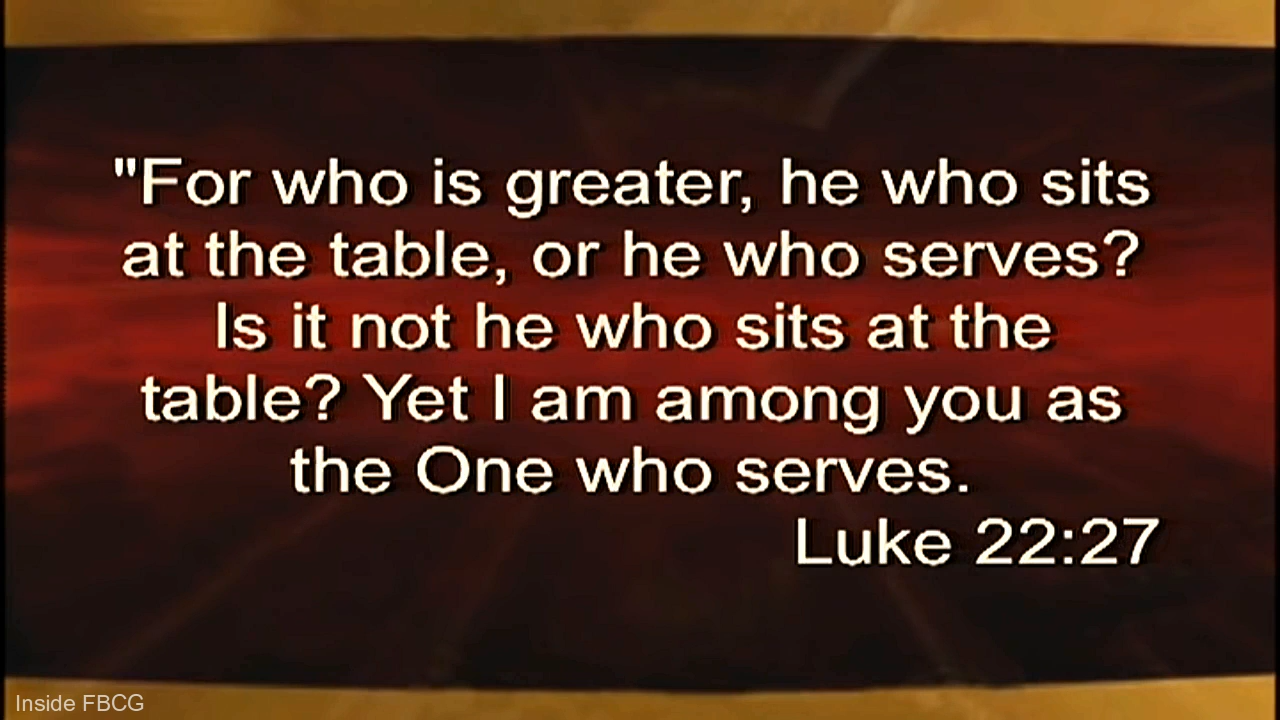 "For who is greater, he who sits
at the table, or he who serves?
Is it not he who sits at the
table? Yet I am among you as
the One who serves.
Luke 22:27
Inside FBCG